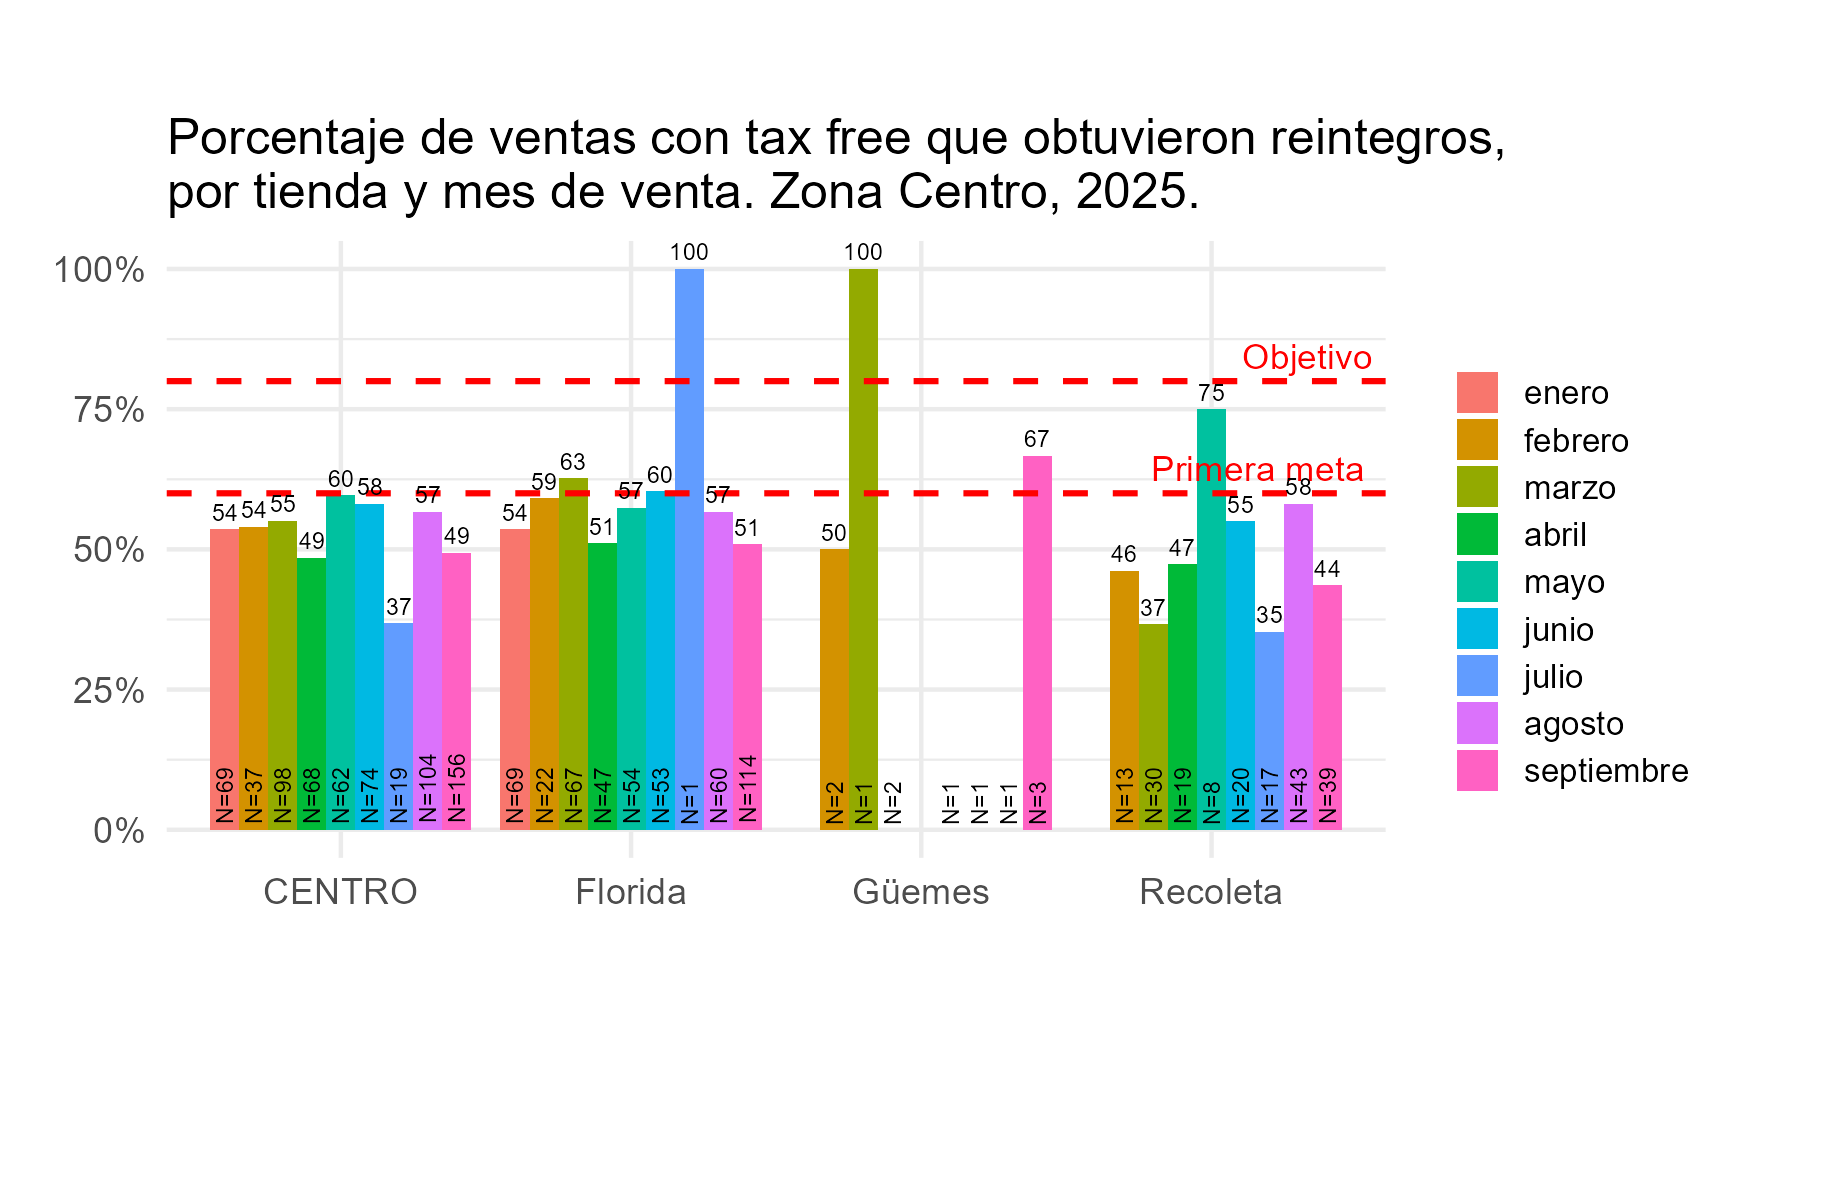 Porcentaje de ventas con tax free que obtuvieron reintegros,
por tienda y mes de venta. Zona Centro, 2025.
100%
75%
50%
25%
0%
Objetivo
Primera meta
54 54 55 49 60 58 37 57 49
N=69 N=37 N=98 N=68 N=62 N=74 N=19 N=104 N=156
54 59 63 51 57 60 100 57 51
N=69 N=22 N=67 N=47 N=54 N=53 N=1 N=60 N=114
50 100 67
N=2 N=1 N=2 N=1 N=1 N=1 N=3
46 37 47 75 55 35 58 44
N=13 N=30 N=19 N=8 N=20 N=17 N=43 N=39
CENTRO Florida Güemes Recoleta
enero
febrero
marzo
abril
mayo
junio
julio
agosto
septiembre